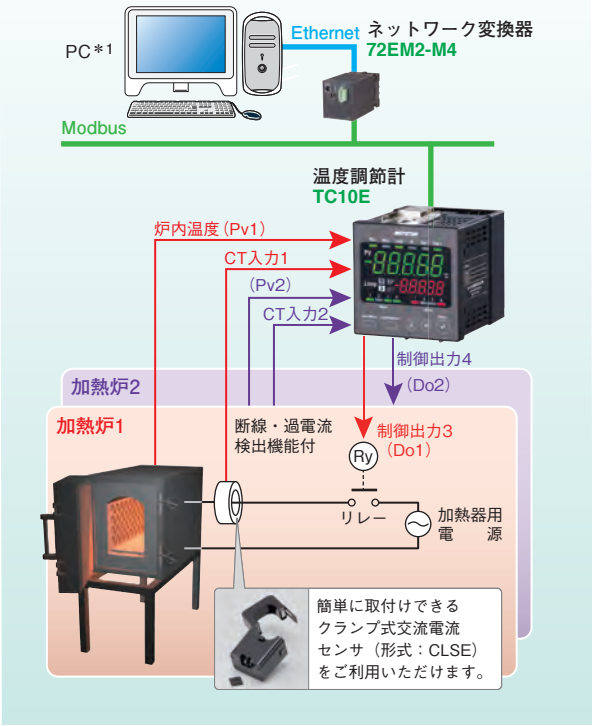 PC*1
Ethernet
ネットワーク変換器
72EM2-M4
Modbus
温度調節計
TC10E
炉内温度(Pv1)
CT入力1
(Pv2)
CT入力2
制御出力4
(Do2)
加熱炉2
加熱炉1
断線・過電流
検出機能付
制御出力3
(Do1)
Ry
リレー
加熱器用
電　源
簡単に取付けできる
クランプ式交流電流
センサ（形式：CLSE）
をご利用いただけます。